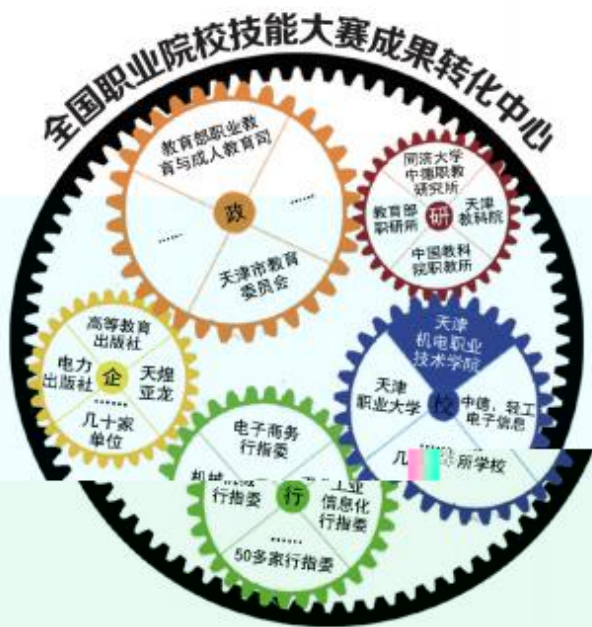 全国职业院校技能大赛成果转化中心
教育部职业教
育与成人教育司
……
政
……
天津市教育
委员会
同济大学
中德职教
研究所
教育部
职研所
研
天津
教科院
中国教科
院职教所
高等教育
出版社
电力
出版社
企
天煌
亚龙
……
几十家
单位
天津
机电职业
技术学院
天津
职业大学
校
中德、轻工
电子信息
……
所学校
电子商务
行指委
行指委
行
工业
信息化
行指委
……
50多家行指委